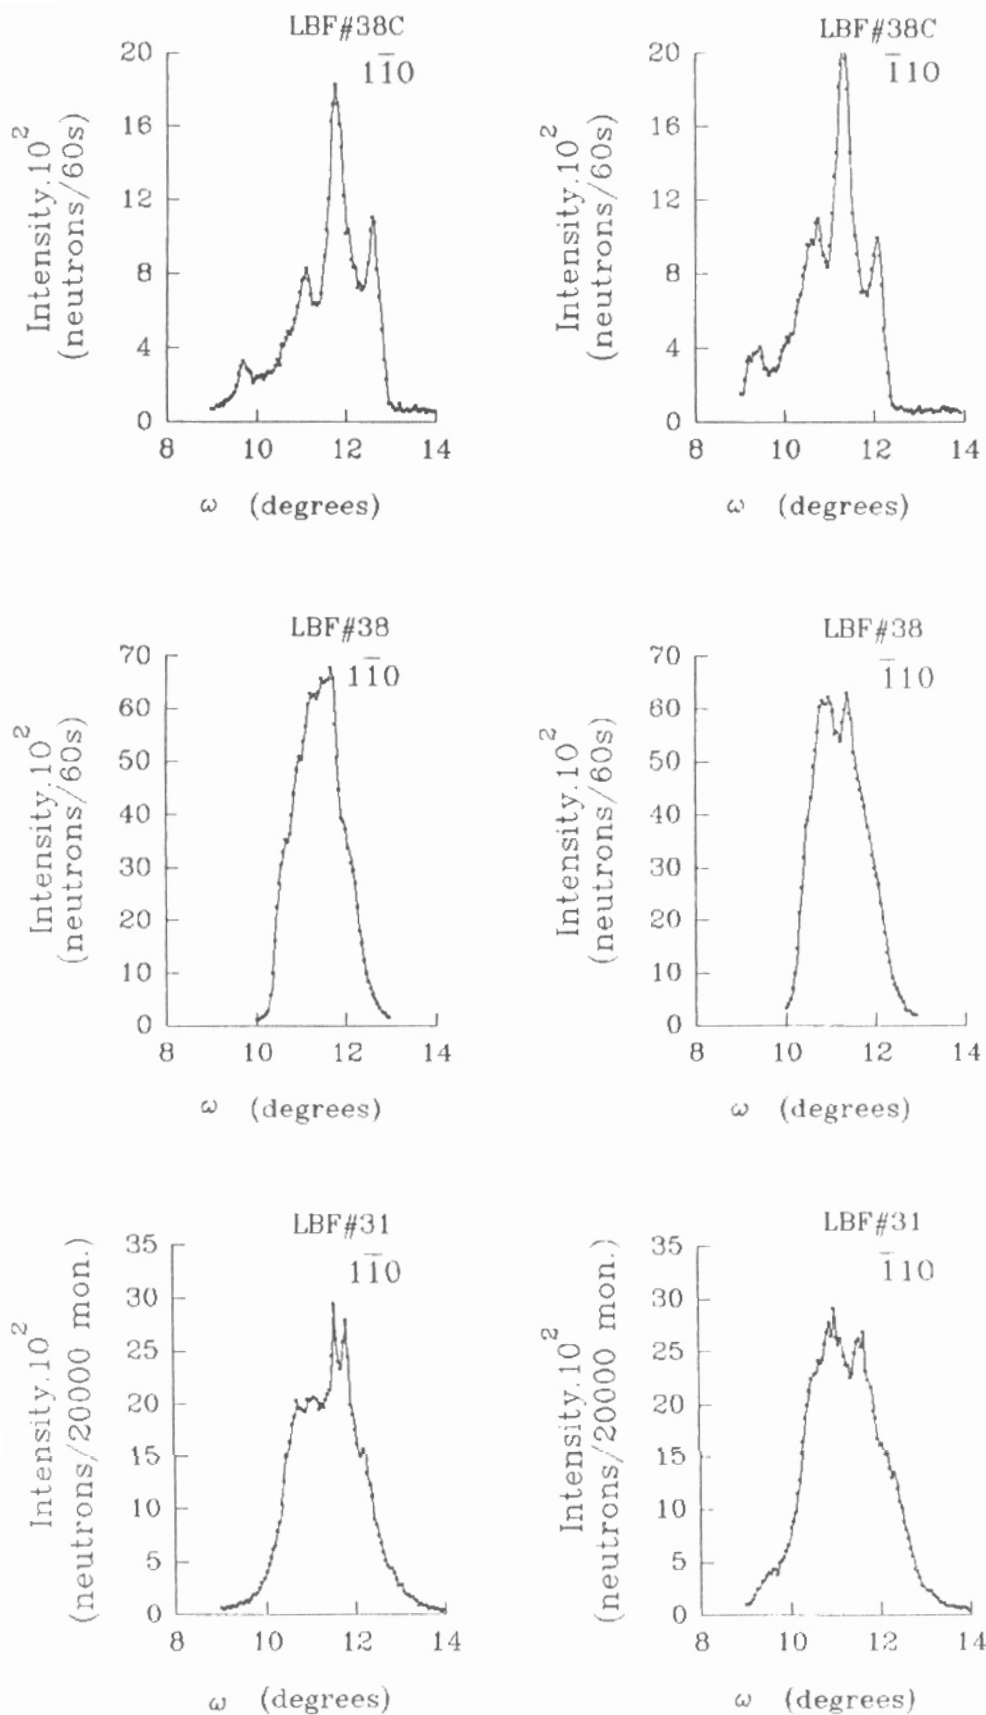 LBF#38C
1̅10
Intensity.10²
(neutrons/60s)
20
16
12
8
4
0
8 10 12 14
ω (degrees)
LBF#38C
̅110
Intensity.10²
(neutrons/60s)
20
16
12
8
4
0
8 10 12 14
ω (degrees)
LBF#38
11̅0
Intensity.10²
(neutrons/60s)
70
60
50
40
30
20
10
0
8 10 12 14
ω (degrees)
LBF#38
1̅10
Intensity.10²
(neutrons/60s)
70
60
50
40
30
20
10
0
8 10 12 14
ω (degrees)
LBF#31
11̅0
Intensity.10²
(neutrons/20000 mon.)
35
30
25
20
15
10
5
0
8 10 12 14
ω (degrees)
LBF#31
1̅10
Intensity.10²
(neutrons/20000 mon.)
35
30
25
20
15
10
5
0
8 10 12 14
ω (degrees)